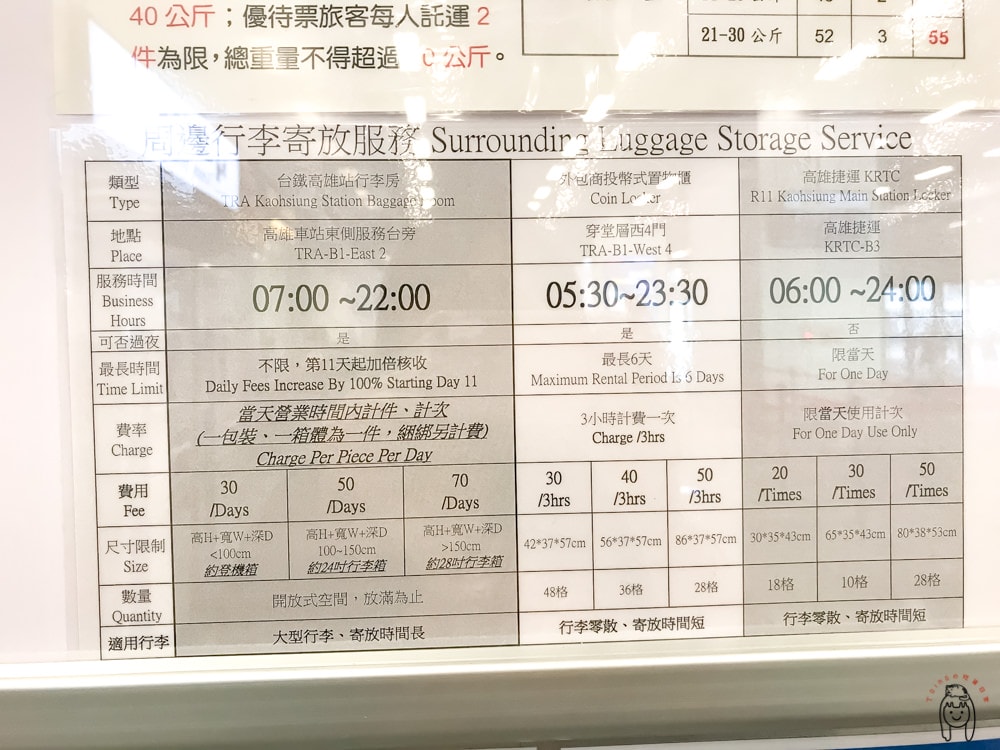 40 公斤；優待票旅客每人託運 2
件為限，總重量不得超過 0 公斤。
21-30 公斤 52 3 55
周邊行李寄放服務 Surrounding Luggage Storage Service
類型 台鐵高雄站行李房 外包商投幣式置物櫃 高雄捷運 KRTC
Type TRA Kaohsiung Station Baggage Room Coin Locker R11 Kaohsiung Main Station Locker
地點 高雄車站東側服務台旁 穿堂層西4門 高雄捷運
Place TRA-B1-East 2 TRA-B1-West 4 KRTC-B3
服務時間
Business
Hours
07:00 ~22:00 05:30~23:30 06:00 ~24:00
可否過夜 是 是 否
最長時間 不限，第11天起加倍核收 最長6天 限當天
Time Limit Daily Fees Increase By 100% Starting Day 11 Maximum Rental Period Is 6 Days For One Day
費率
Charge
當天營業時間內計件、計次
(一包裝、一箱體為一件，綑綁另計費)
Charge Per Piece Per Day
3小時計費一次
Charge /3hrs
限當天使用計次
For One Day Use Only
費用 30 50 70 30 40 50 20 30 50
Fee /Days /Days /Days /3hrs /3hrs /3hrs /Times /Times /Times
尺寸限制
Size
高H+寬W+深D
<100cm
約登機箱
高H+寬W+深D
100~150cm
約24吋行李箱
高H+寬W+深D
>150cm
約28吋行李箱
42*37*57cm 56*37*57cm 86*37*57cm 30*35*43cm 65*35*43cm 80*38*53cm
數量
Quantity
開放式空間，放滿為止 48格 36格 28格 18格 10格 28格
適用行李 大型行李、寄放時間長 行李零散、寄放時間短 行李零散、寄放時間短